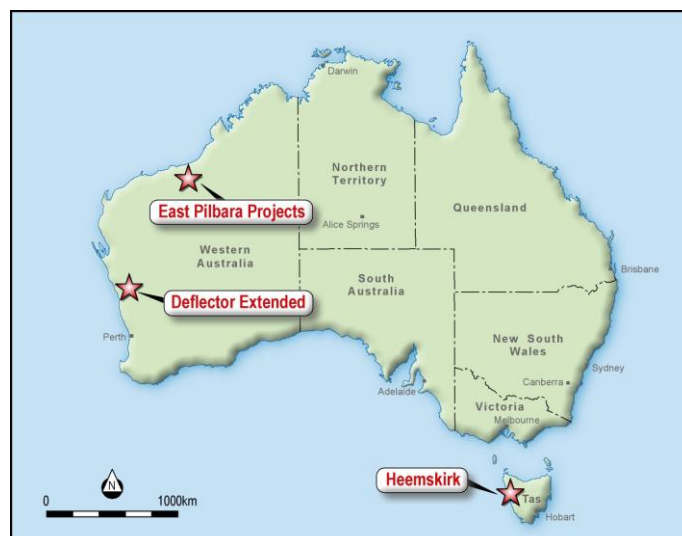 Darwin
Northern
Territory
East Pilbara Projects
Queensland
Alice Springs
Western
Australia
South
Australia
Brisbane
Deflector Extended
Perth
New South
Wales
Sydney
Canberra
Adelaide
Victoria
Melbourne
Heemskirk
Tas
Hobart
N
0
1000km